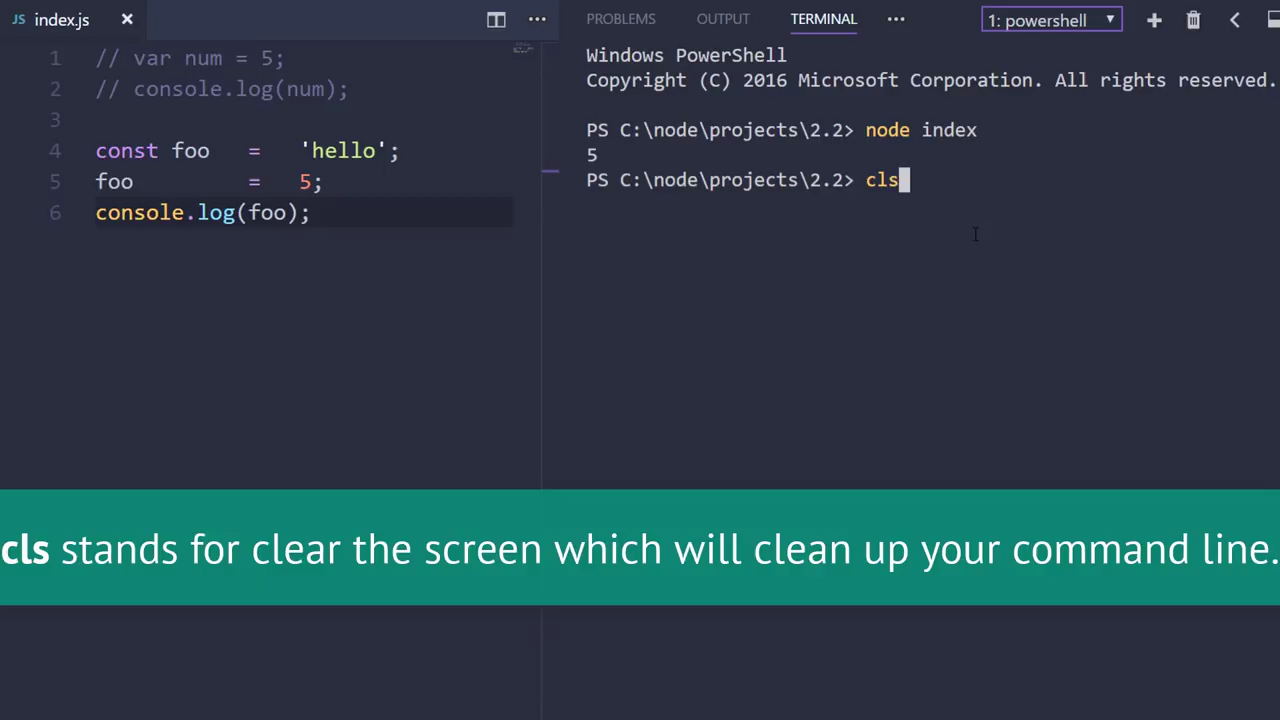 JS index.js
1 // var num = 5;
2 // console.log(num);
3
4 const foo = 'hello';
5 foo = 5;
6 console.log(foo);
PROBLEMS OUTPUT TERMINAL 1: powershell
Windows PowerShell
Copyright (C) 2016 Microsoft Corporation. All rights reserved.
PS C:\node\projects\2.2> node index
5
PS C:\node\projects\2.2> cls
cls stands for clear the screen which will clean up your command line.